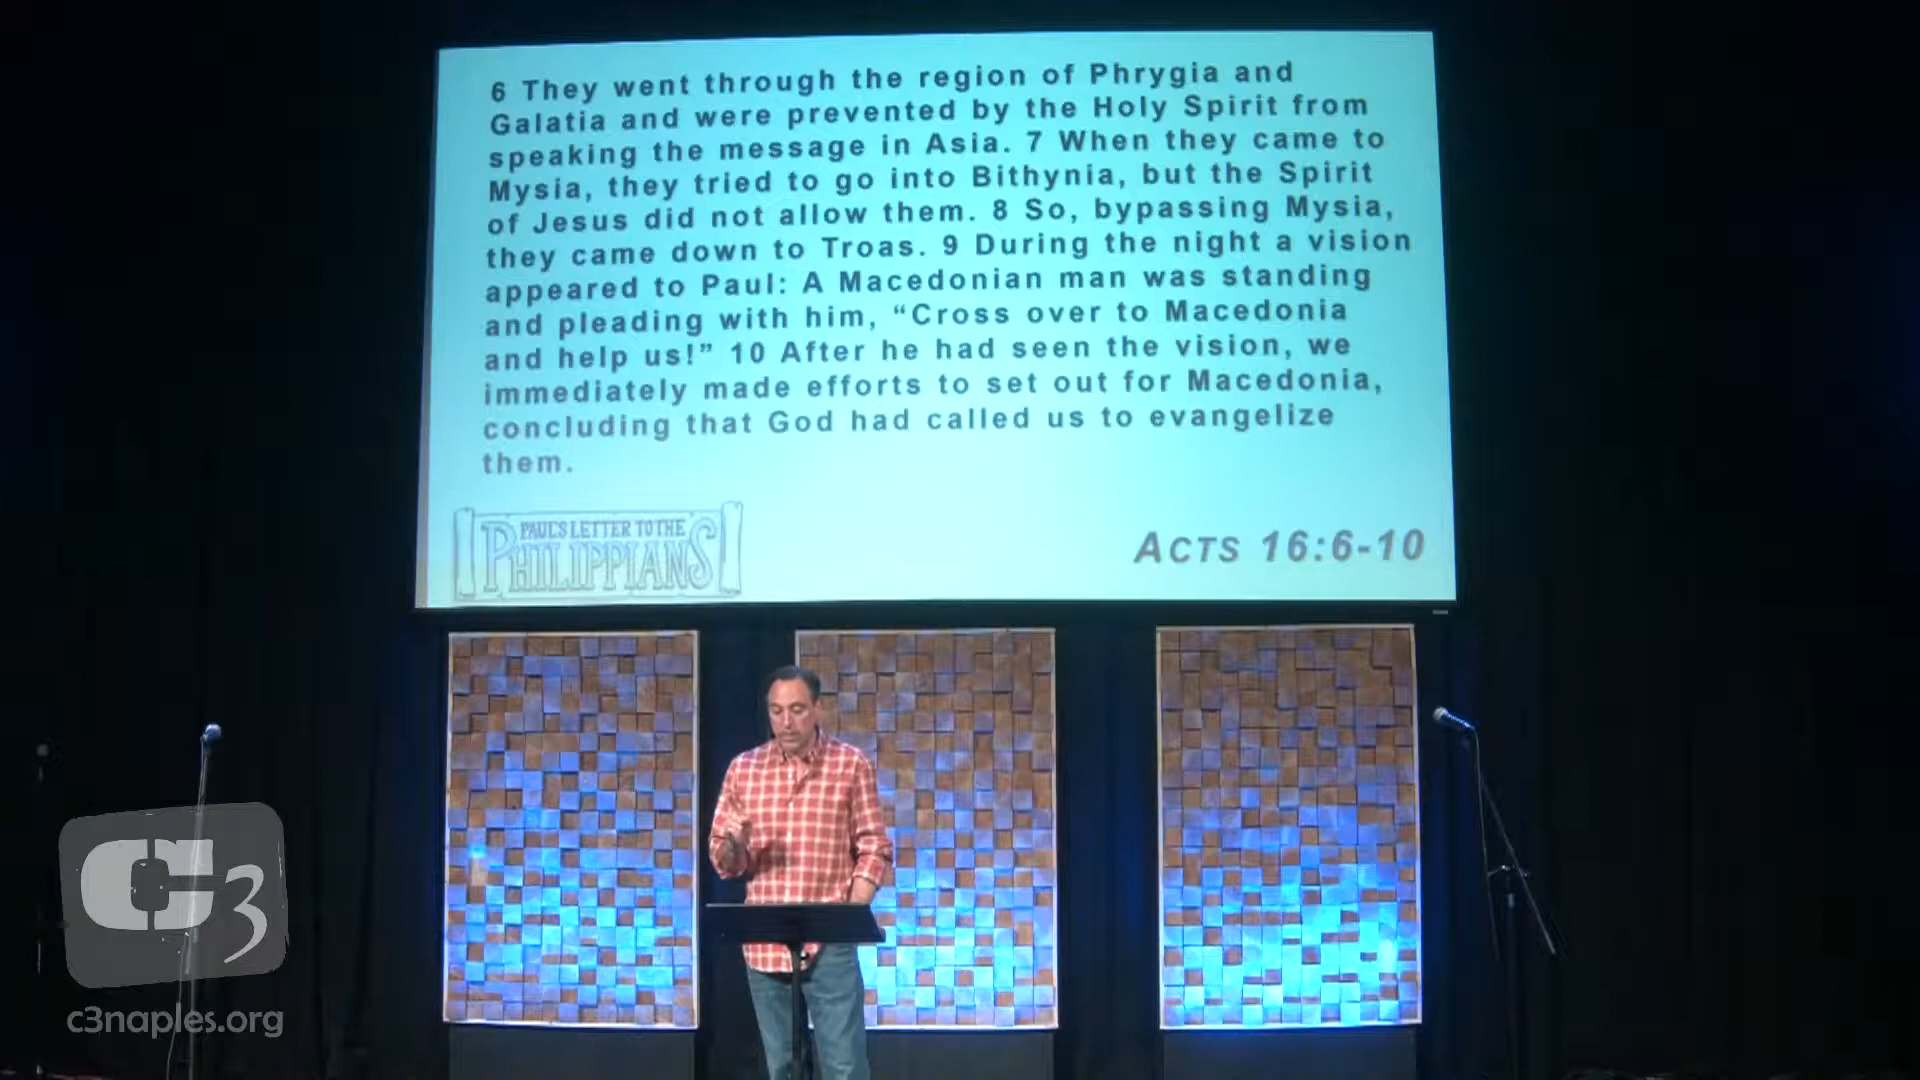 6 They went through the region of Phrygia and
Galatia and were prevented by the Holy Spirit from
speaking the message in Asia. 7 When they came to
Mysia, they tried to go into Bithynia, but the Spirit
of Jesus did not allow them. 8 So, bypassing Mysia,
they came down to Troas. 9 During the night a vision
appeared to Paul: A Macedonian man was standing
and pleading with him, “Cross over to Macedonia
and help us!” 10 After he had seen the vision, we
immediately made efforts to set out for Macedonia,
concluding that God had called us to evangelize
them.
PAUL'S LETTER TO THE
PHILIPPIANS
ACTS 16:6-10
C3
c3naples.org